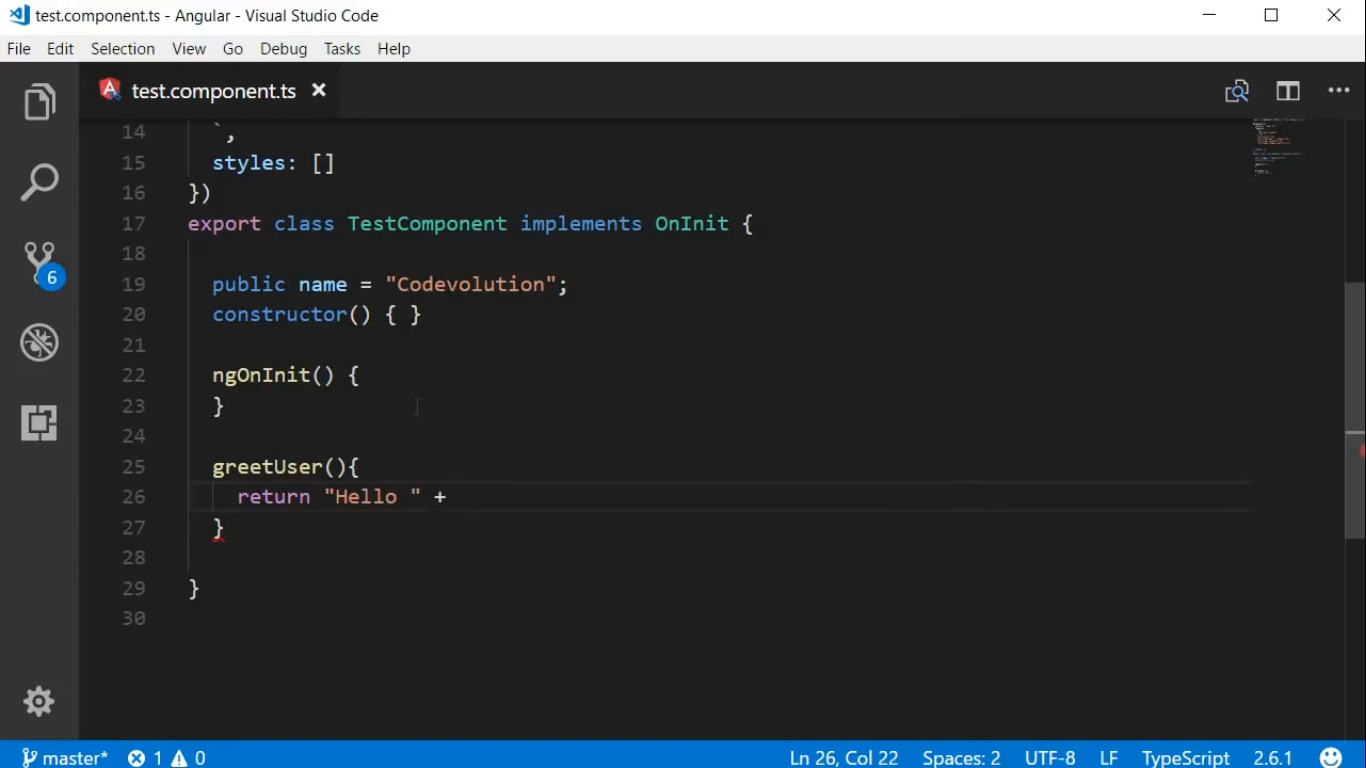 test.component.ts - Angular - Visual Studio Code
File Edit Selection View Go Debug Tasks Help
test.component.ts
14 `,
15 styles: []
16 })
17 export class TestComponent implements OnInit {
18
19 public name = "Codevolution";
20 constructor() { }
21
22 ngOnInit() {
23 }
24
25 greetUser(){
26 return "Hello " +
27 }
28
29 }
30
6
master* 1 0 Ln 26, Col 22 Spaces: 2 UTF-8 LF TypeScript 2.6.1